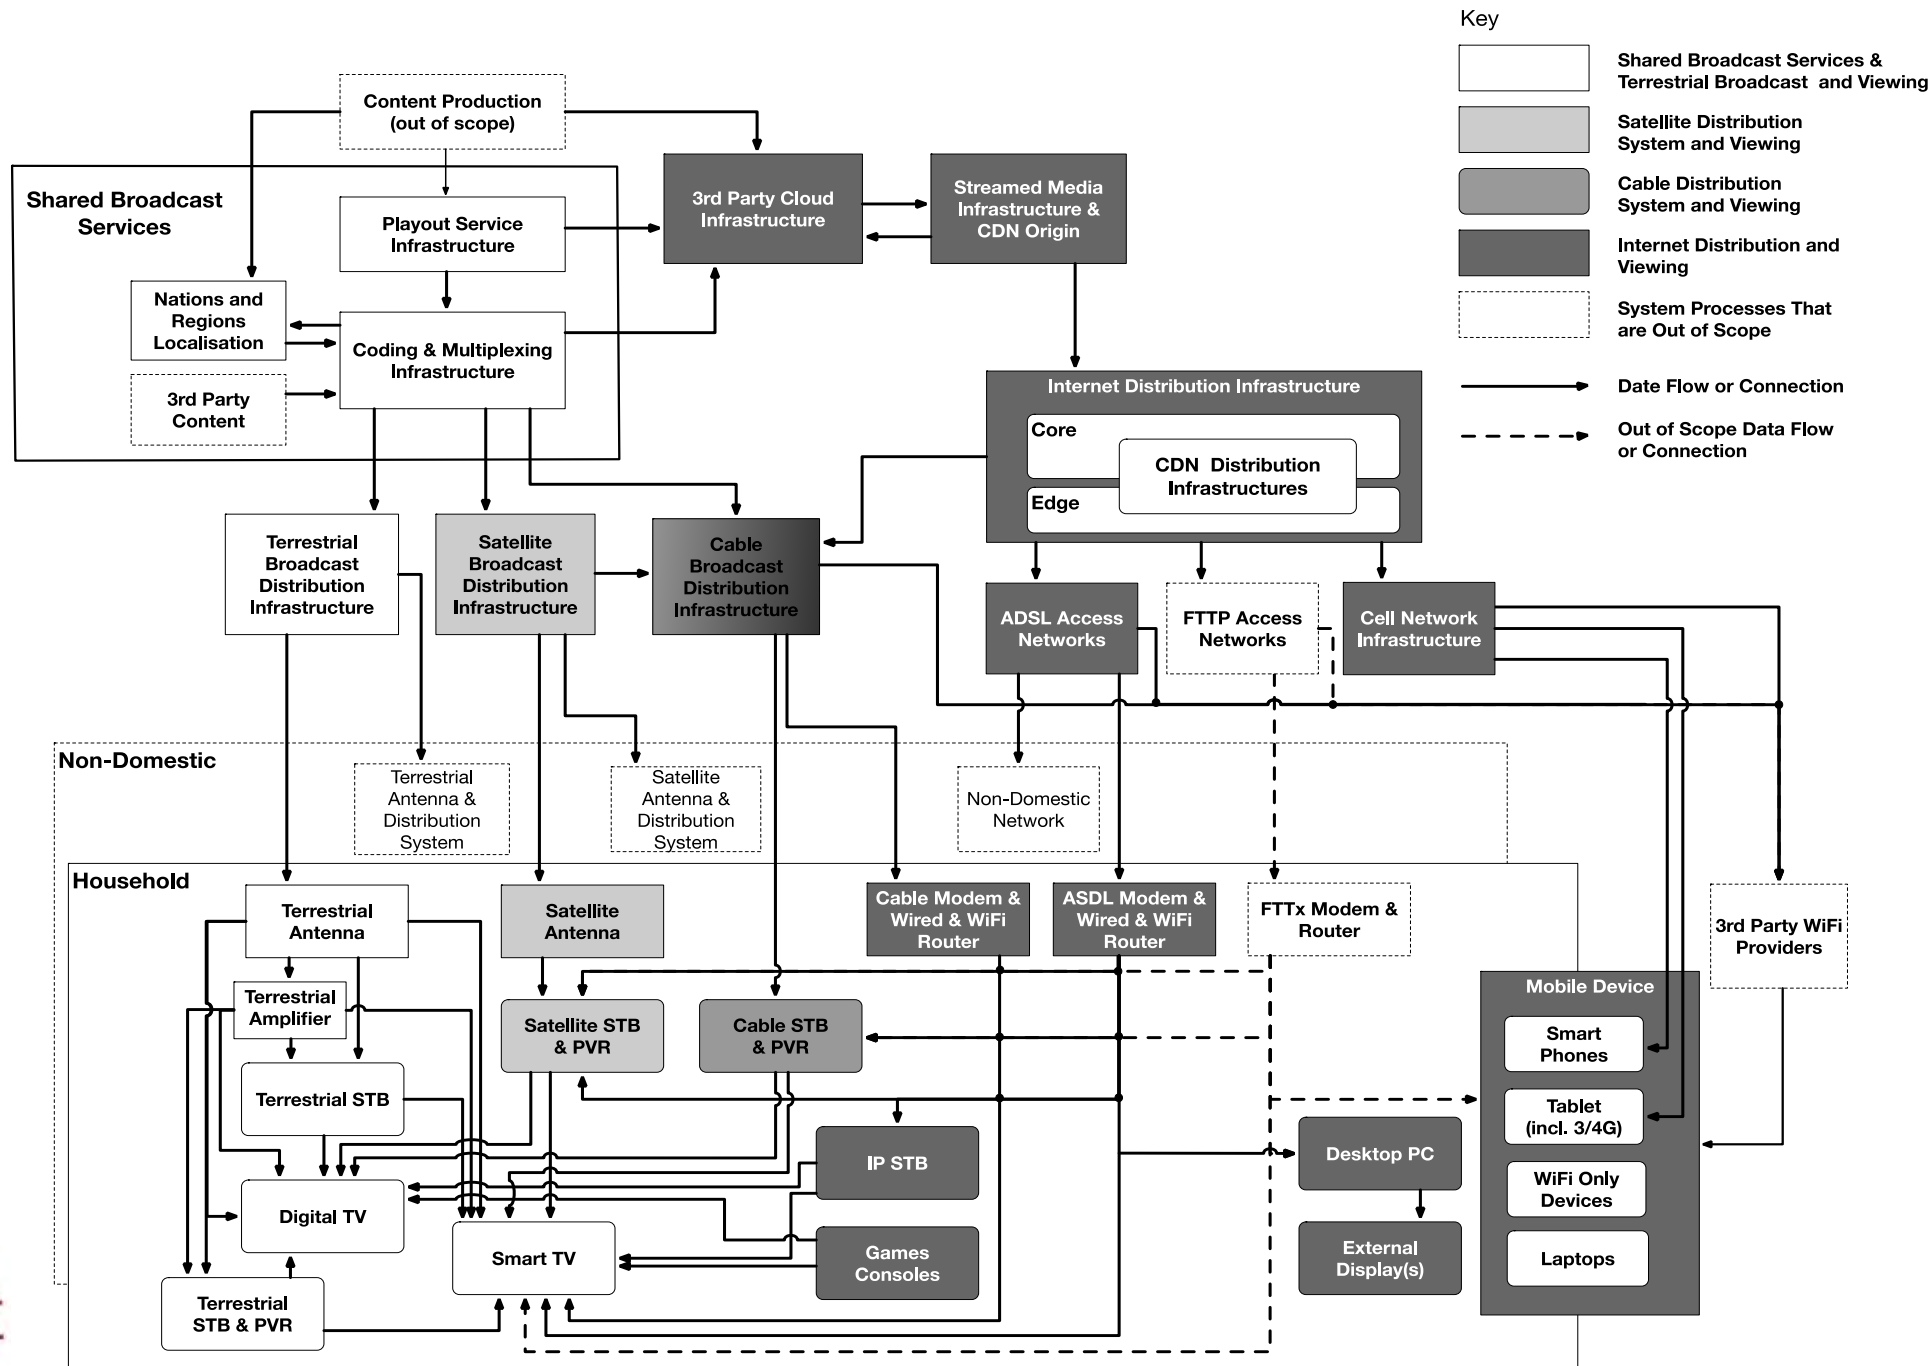 Key
Shared Broadcast Services &
Terrestrial Broadcast and Viewing
Satellite Distribution
System and Viewing
Cable Distribution
System and Viewing
Internet Distribution and
Viewing
System Processes That
are Out of Scope
Date Flow or Connection
Out of Scope Data Flow
or Connection
Content Production
(out of scope)
Shared Broadcast
Services
Playout Service
Infrastructure
3rd Party Cloud
Infrastructure
Streamed Media
Infrastructure &
CDN Origin
Nations and
Regions
Localisation
Coding & Multiplexing
Infrastructure
3rd Party
Content
Internet Distribution Infrastructure
Core
CDN Distribution
Infrastructures
Edge
Terrestrial
Broadcast
Distribution
Infrastructure
Satellite
Broadcast
Distribution
Infrastructure
Cable
Broadcast
Distribution
Infrastructure
ADSL Access
Networks
FTTP Access
Networks
Cell Network
Infrastructure
Non-Domestic
Terrestrial
Antenna &
Distribution
System
Satellite
Antenna &
Distribution
System
Non-Domestic
Network
Household
Terrestrial
Antenna
Satellite
Antenna
Cable Modem &
Wired & WiFi
Router
ASDL Modem &
Wired & WiFi
Router
FTTx Modem &
Router
3rd Party WiFi
Providers
Terrestrial
Amplifier
Satellite STB
& PVR
Cable STB
& PVR
Mobile Device
Smart
Phones
Terrestrial STB
Tablet
(incl. 3/4G)
IP STB
Desktop PC
WiFi Only
Devices
Digital TV
Smart TV
Games
Consoles
External
Display(s)
Laptops
Terrestrial
STB & PVR